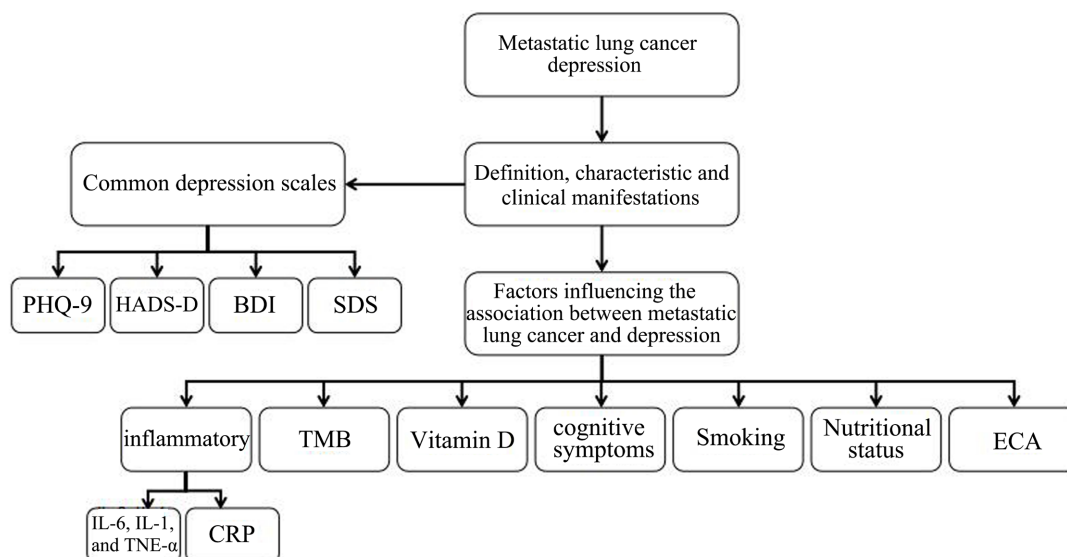 Metastatic lung cancer
depression
Common depression scales
Definition, characteristic and
clinical manifestations
PHQ-9
HADS-D
BDI
SDS
Factors influencing the
association between metastatic
lung cancer and depression
inflammatory
TMB
Vitamin D
cognitive
symptoms
Smoking
Nutritional
status
ECA
IL-6, IL-1,
and TNE-α
CRP